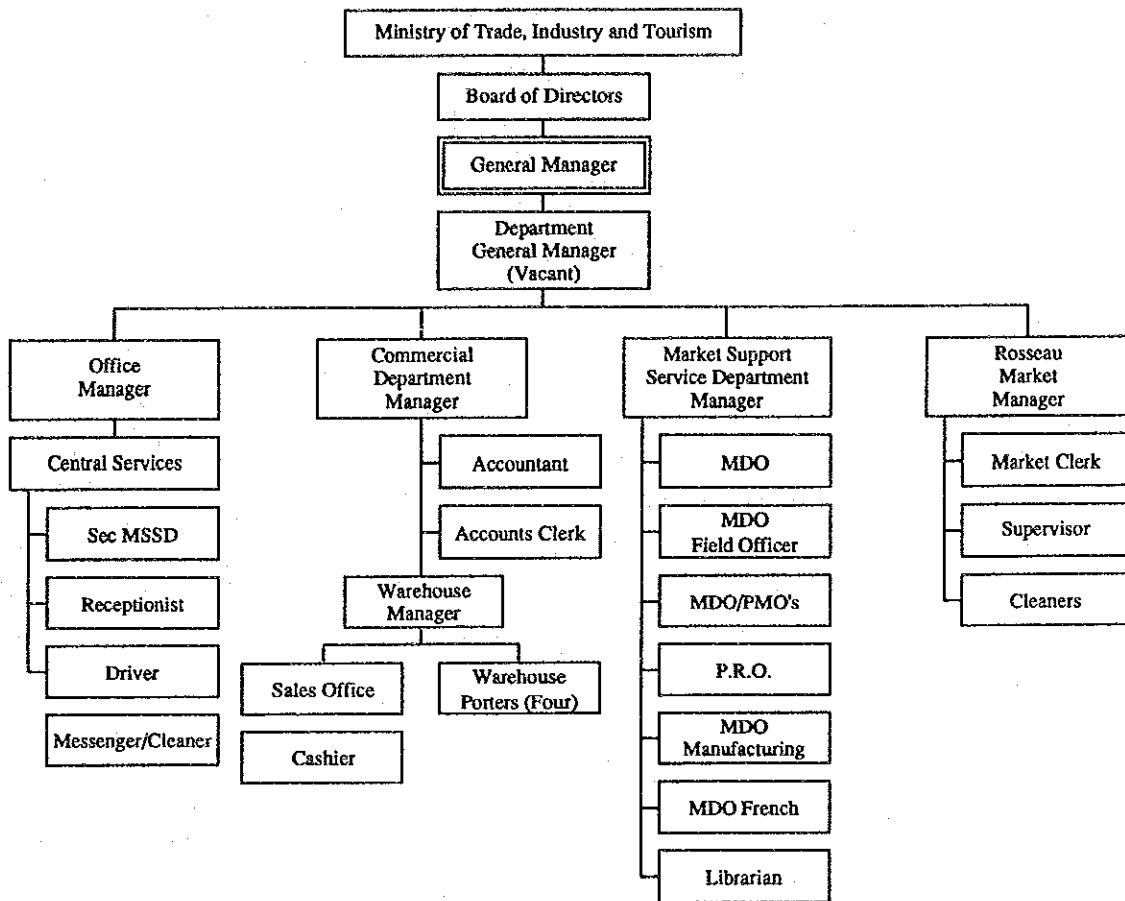 Ministry of Trade, Industry and Tourism
Board of Directors
General Manager
Department
General Manager
(Vacant)
Office
Manager
Central Services
Sec MSSD
Receptionist
Driver
Messenger/Cleaner
Commercial
Department
Manager
Accountant
Accounts Clerk
Warehouse
Manager
Sales Office
Cashier
Warehouse
Porters (Four)
Market Support
Service Department
Manager
MDO
MDO
Field Officer
MDO/PMO's
P.R.O.
MDO
Manufacturing
MDO French
Librarian
Rosseau
Market
Manager
Market Clerk
Supervisor
Cleaners